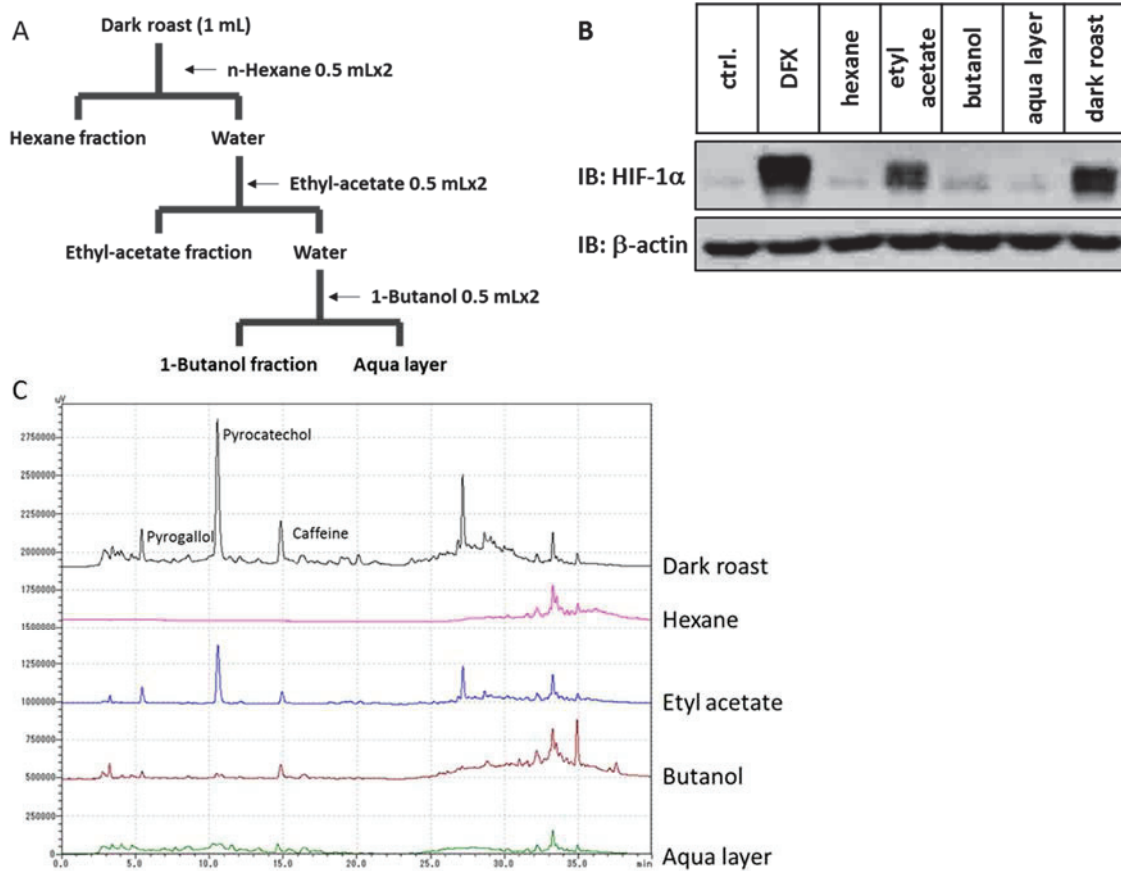 A
Dark roast (1 mL)
n-Hexane 0.5 mLx2
Hexane fraction Water
Ethyl-acetate 0.5 mLx2
Ethyl-acetate fraction Water
1-Butanol 0.5 mLx2
1-Butanol fraction Aqua layer
B
ctrl.
DFX
hexane
etyl
acetate
butanol
aqua layer
dark roast
IB: HIF-1α
IB: β-actin
C
uV
2750000
2500000
2250000
2000000
1750000
1500000
1250000
1000000
750000
500000
250000
0
Pyrocatechol
Pyrogallol
Caffeine
Dark roast
Hexane
Etyl acetate
Butanol
Aqua layer
0.0 5.0 10.0 15.0 20.0 25.0 30.0 35.0 min